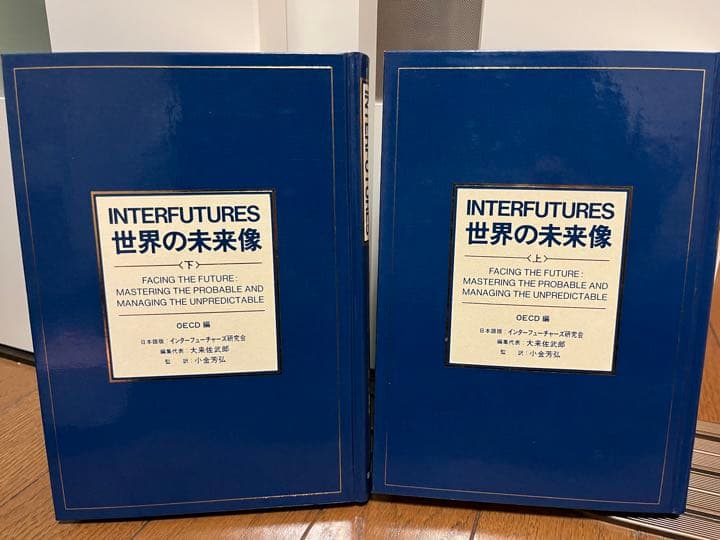 INTERFUTURES
世界の未来像
〈下〉
FACING THE FUTURE:
MASTERING THE PROBABLE AND
MANAGING THE UNPREDICTABLE
OECD 編
日本語版:インターフューチャーズ研究会
編集代表:大来佐武郎
監 訳:小金芳弘
INTERFUTURES
INTERFUTURES
世界の未来像
〈上〉
FACING THE FUTURE:
MASTERING THE PROBABLE AND
MANAGING THE UNPREDICTABLE
OECD 編
日本語版:インターフューチャーズ研究会
編集代表:大来佐武郎
監 訳:小金芳弘